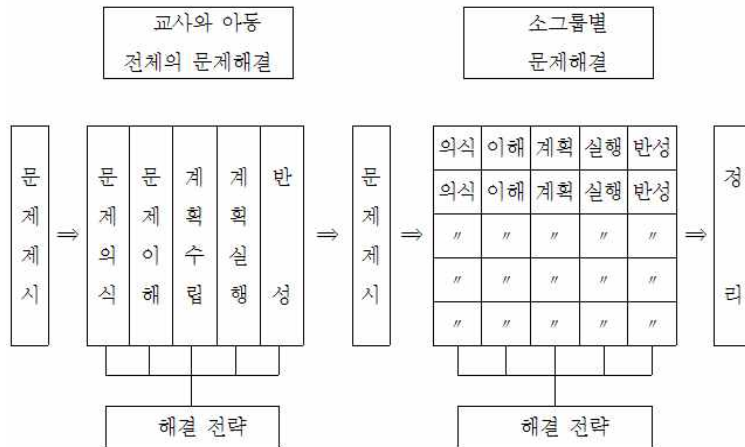 교사와 아동
전체의 문제해결
소그룹별
문제해결
문제제시
⇒
문제의식
문제이해
계획수립
계획실행
반성
⇒
문제제시
⇒
의식 이해 계획 실행 반성
의식 이해 계획 실행 반성
〃 〃 〃 〃 〃
〃 〃 〃 〃 〃
〃 〃 〃 〃 〃
⇒
정리
해결 전략
해결 전략